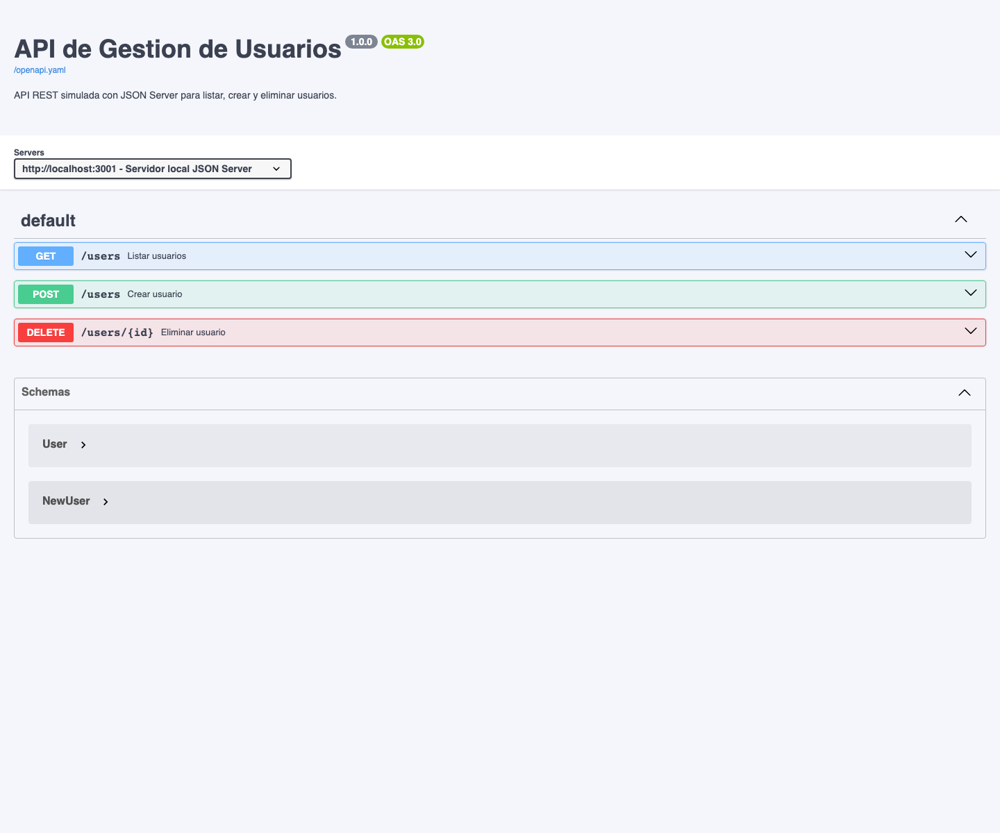 API de Gestion de Usuarios 1.0.0 OAS 3.0
/openapi.yaml
API REST simulada con JSON Server para listar, crear y eliminar usuarios.
Servers
http://localhost:3001 - Servidor local JSON Server
default
GET /users Listar usuarios
POST /users Crear usuario
DELETE /users/{id} Eliminar usuario
Schemas
User
NewUser